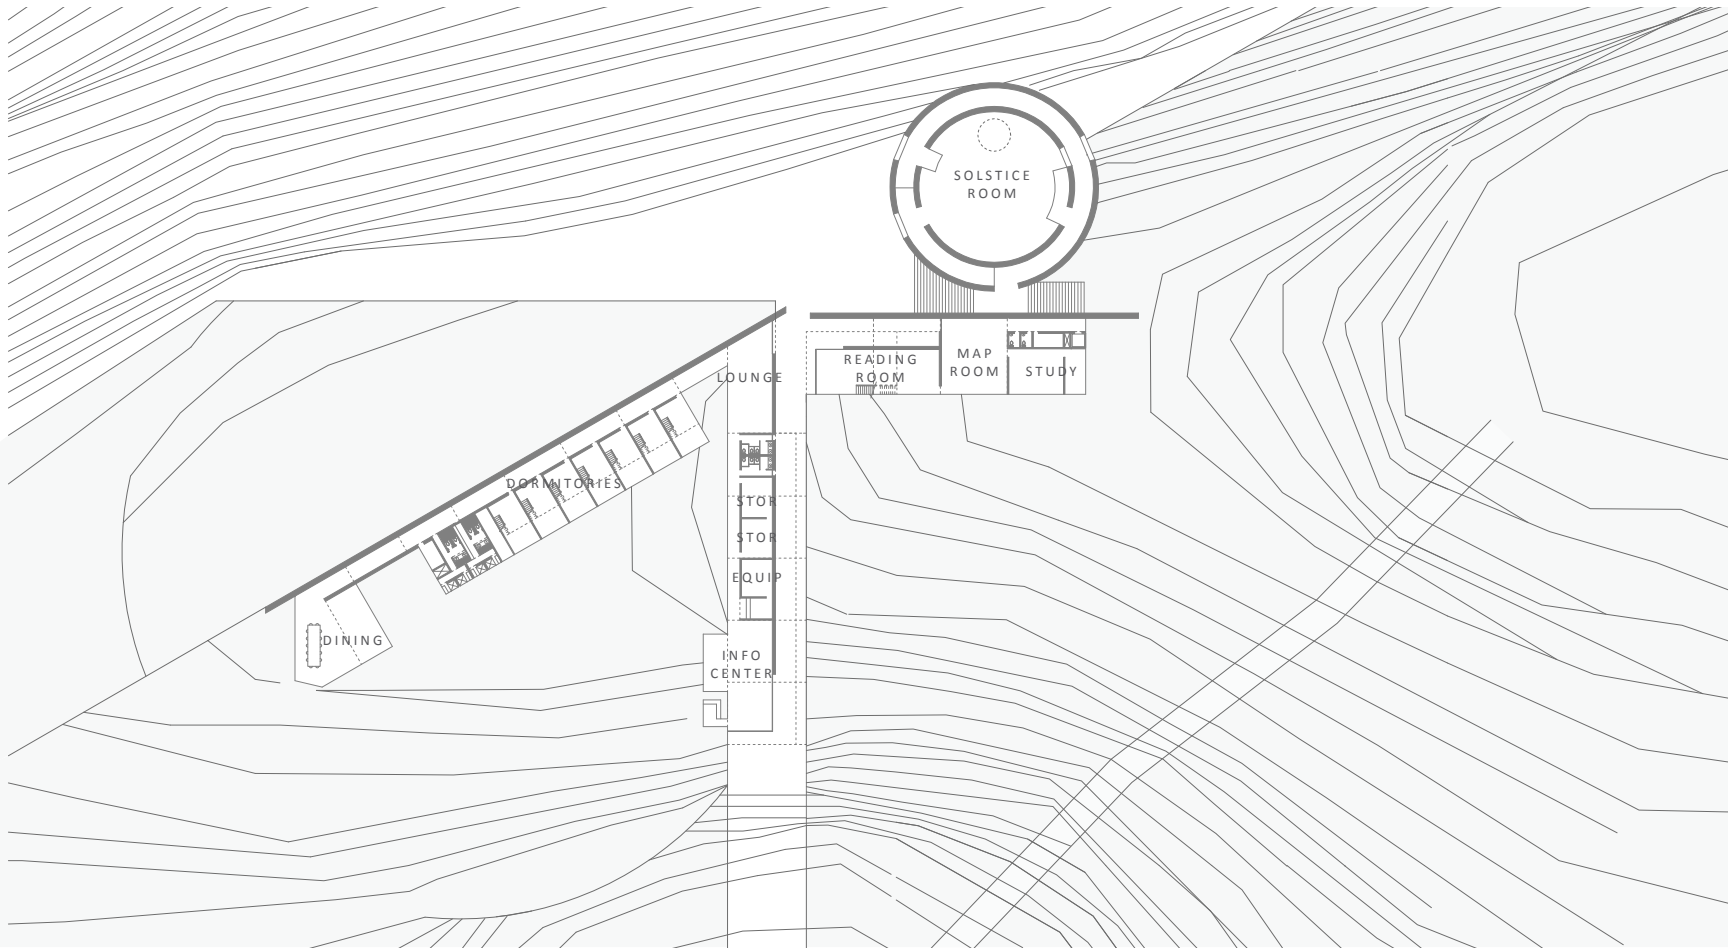 SOLSTICE
ROOM
READING
ROOM
MAP
ROOM
STUDY
LOUNGE
DORMITORIES
STOR
STOR
EQUIP
DINING
INFO
CENTER